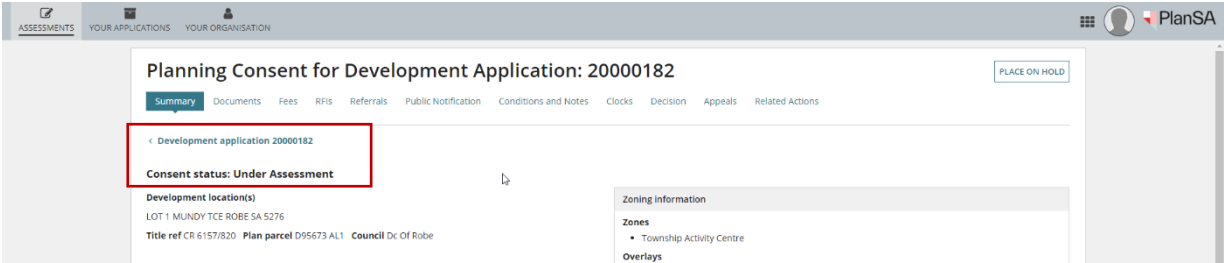 ASSESSMENTS YOUR APPLICATIONS YOUR ORGANISATION PlanSA
Planning Consent for Development Application: 20000182 PLACE ON HOLD
Summary Documents Fees RFIs Referrals Public Notification Conditions and Notes Clocks Decision Appeals Related Actions
< Development application 20000182
Consent status: Under Assessment
Development location(s)
LOT 1 MUNDY TCE ROBE SA 5276
Title ref CR 6157/820 Plan parcel D95673 AL1 Council Dc Of Robe
Zoning information
Zones
• Township Activity Centre
Overlays